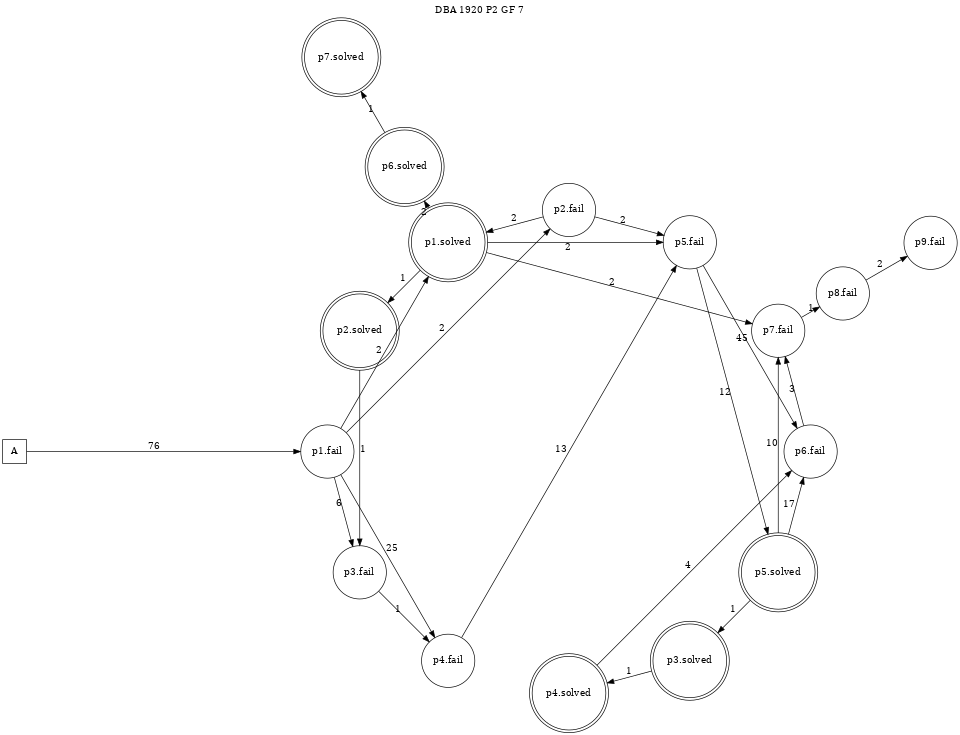 DBA 1920 P2 GF 7
p7.solved
1
p6.solved
2
p2.fail
2
2
p1.solved
2
p5.fail
p9.fail
2
1
2
p8.fail
1
p7.fail
p2.solved
2
2
45
12
3
A
76
p1.fail
1
13
10
p6.fail
6
17
25
4
p3.fail
p5.solved
1
1
p4.fail
p3.solved
1
p4.solved